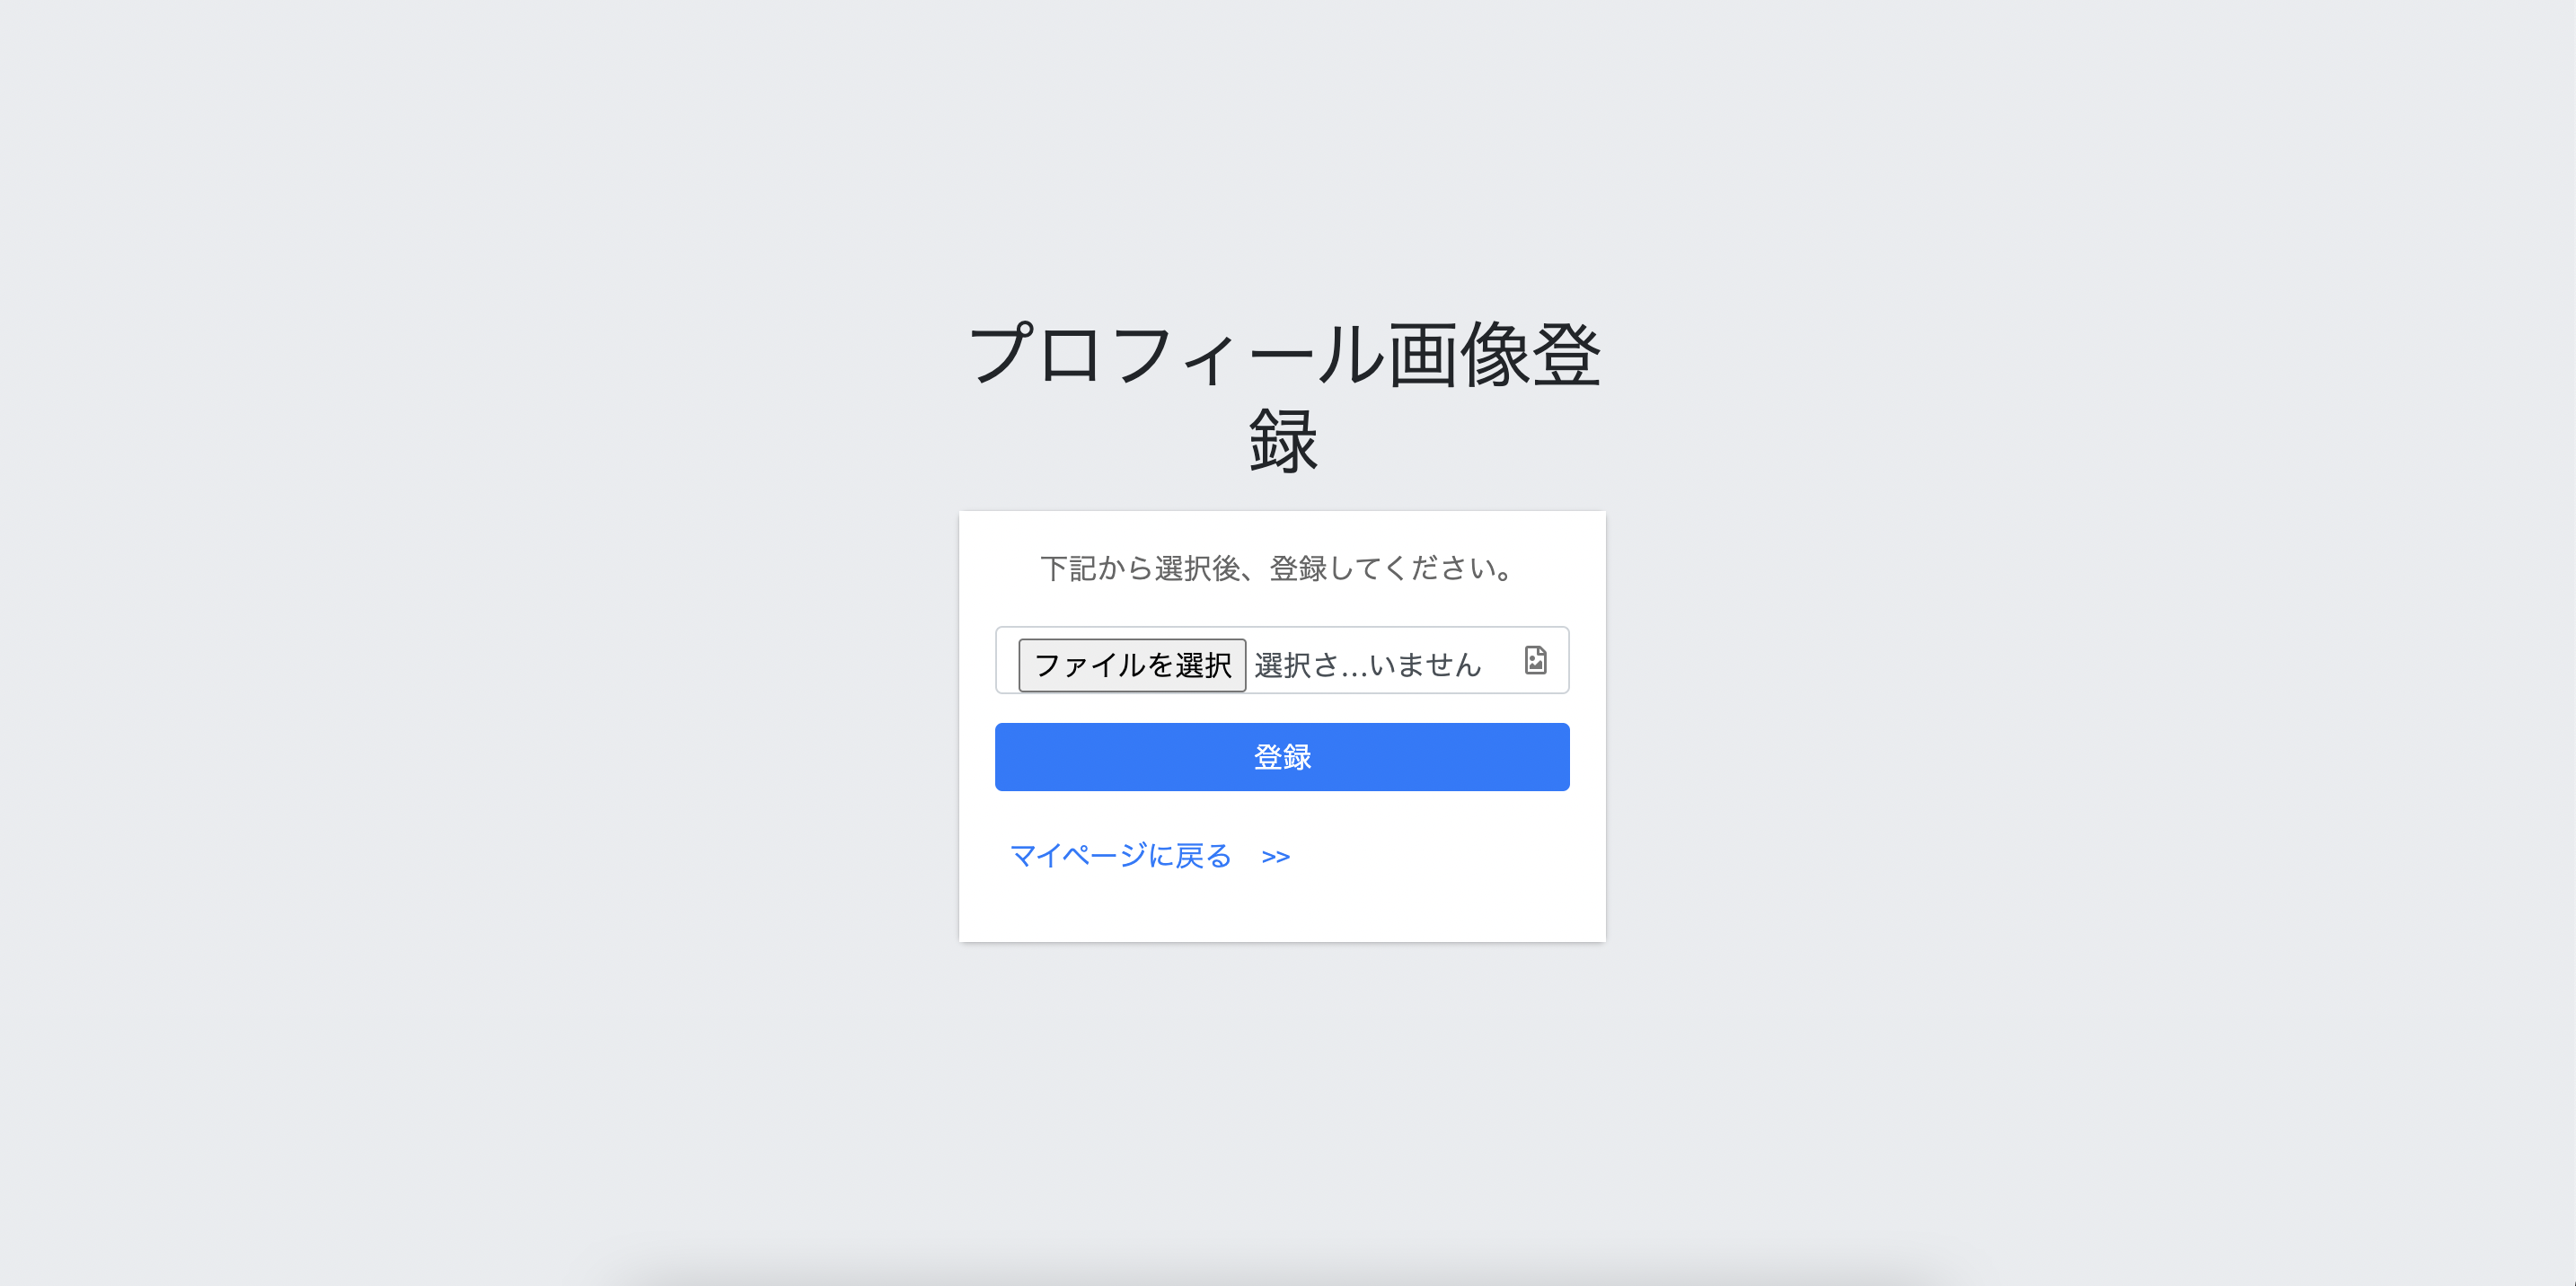 プロフィール画像登
録
下記から選択後、登録してください。
ファイルを選択 選択さ...いません
登録
マイページに戻る >>